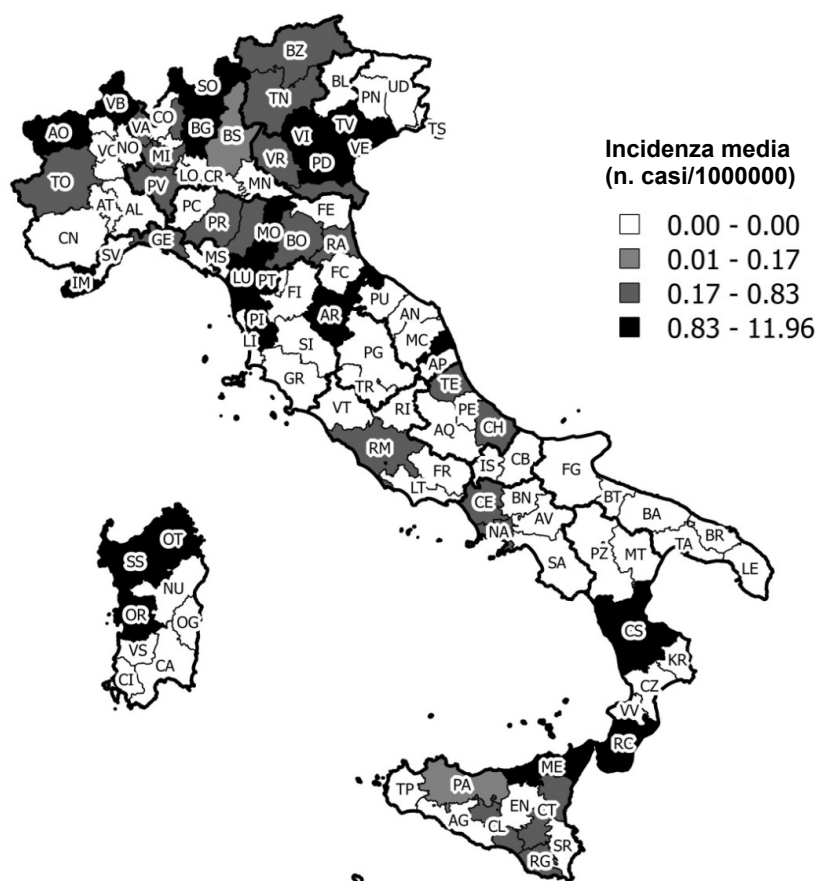 Incidenza media
(n. casi/1000000)
0.00 - 0.00
0.01 - 0.17
0.17 - 0.83
0.83 - 11.96
BZ
SO
BL
UD
VB
TN
PN
CO
AO
VA
BG
BS
VI
TV
TS
VC
NO
MI
VR
PD
VE
TO
PV
LO
CR
MN
AT
AL
PC
FE
CN
PR
MO
BO
RA
GE
SV
MS
FC
IM
LU
PT
FI
PU
PI
AR
AN
LI
SI
MC
PG
AP
GR
TR
TE
VT
RI
PE
AQ
CH
RM
CB
FR
IS
FG
LT
CE
BN
BT
BA
AV
NA
BR
SA
PZ
MT
TA
LE
OT
SS
NU
OR
OG
CS
VS
CA
KR
CI
CZ
VV
RC
ME
TP
PA
EN
CT
AG
CL
SR
RG